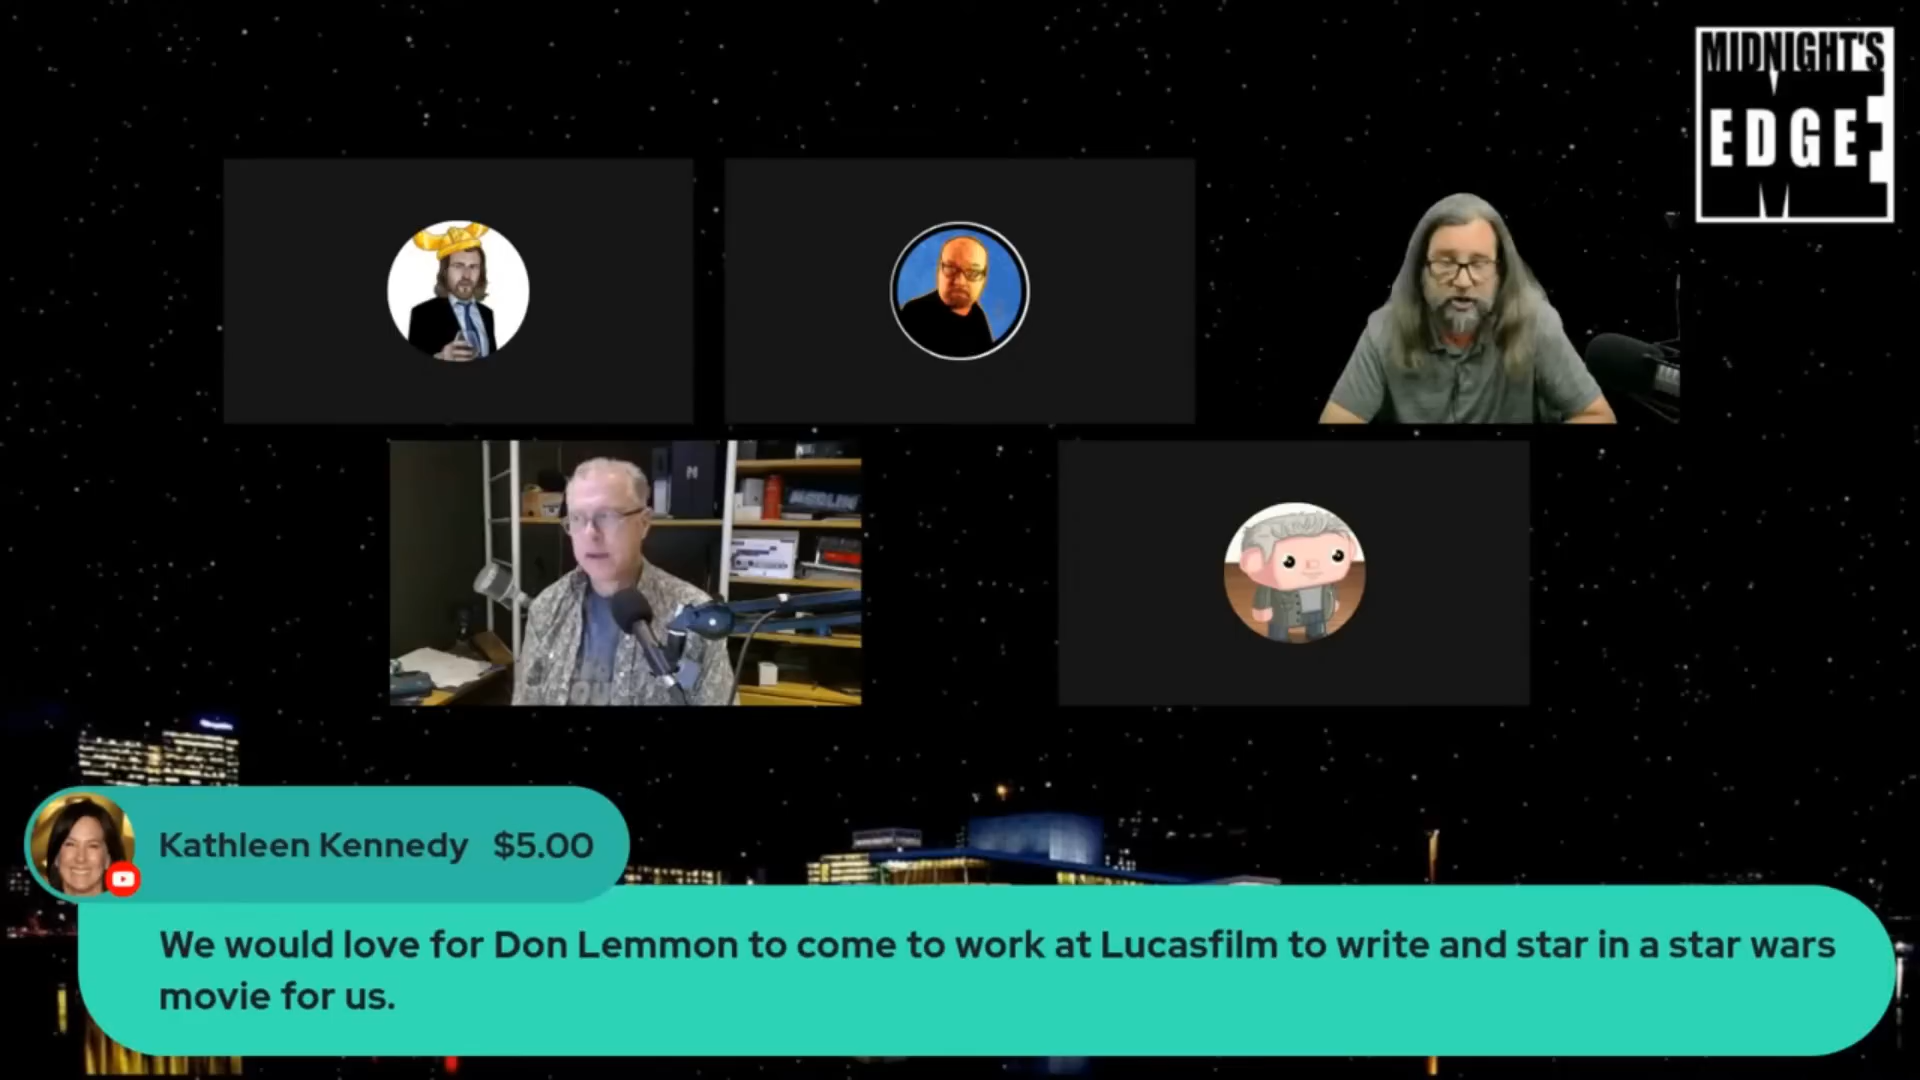 MIDNIGHT'S
EDGE
N
MERLIN
Kathleen Kennedy $5.00
We would love for Don Lemmon to come to work at Lucasfilm to write and star in a star wars
movie for us.